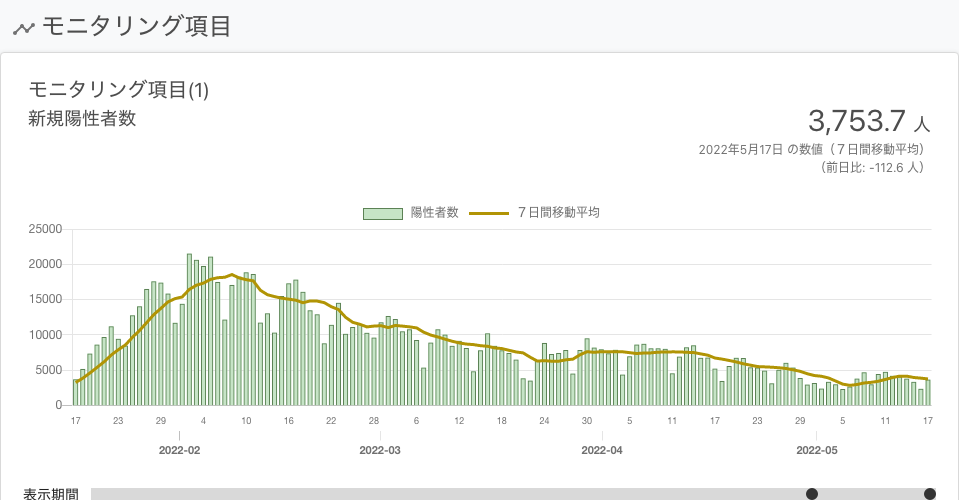 モニタリング項目
モニタリング項目(1)
新規陽性者数
3,753.7 人
2022年5月17日 の数値（７日間移動平均）
（前日比: -112.6 人）
陽性者数 ７日間移動平均
25000
20000
15000
10000
5000
0
17 23 29 4 10 16 22 28 6 12 18 24 30 5 11 17 23 29 5 11 17
2022-02 2022-03 2022-04 2022-05
表示期間